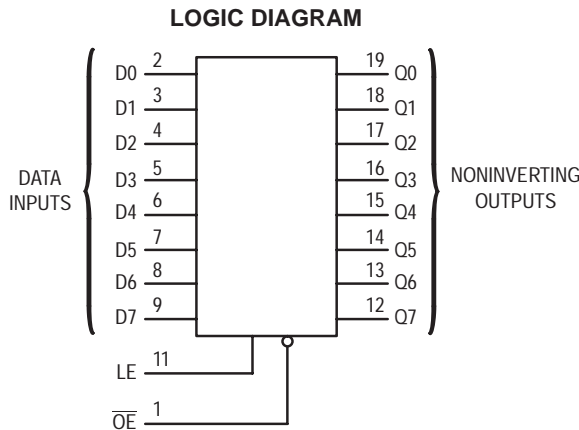 LOGIC DIAGRAM
D0 2 19 Q0
D1 3 18 Q1
D2 4 17 Q2
D3 5 16 Q3
DATA INPUTS
NONINVERTING OUTPUTS
D4 6 15 Q4
D5 7 14 Q5
D6 8 13 Q6
D7 9 12 Q7
LE 11
O̅E̅ 1